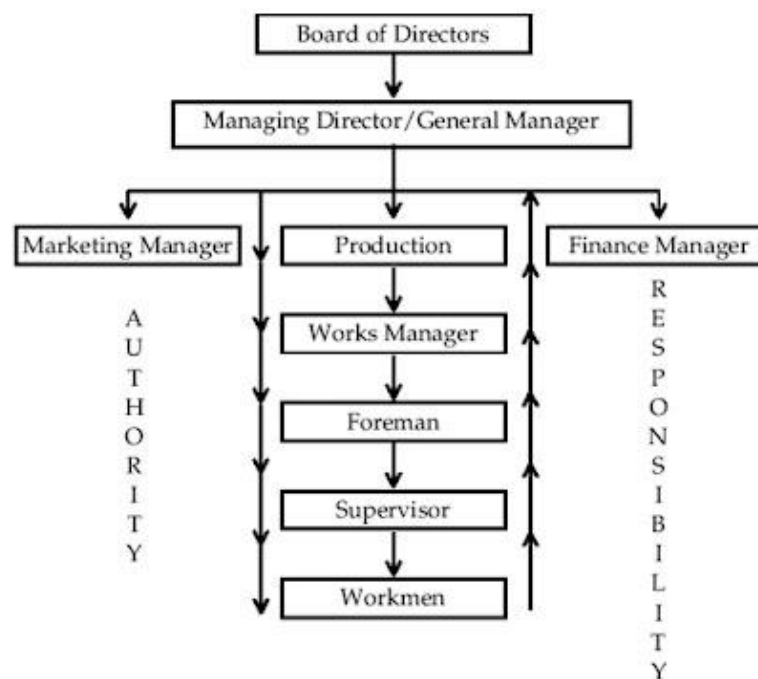 Board of Directors
Managing Director/General Manager
Marketing Manager
Production
Finance Manager
Works Manager
Foreman
Supervisor
Workmen
AUTHORITY
RESPONSIBILITY